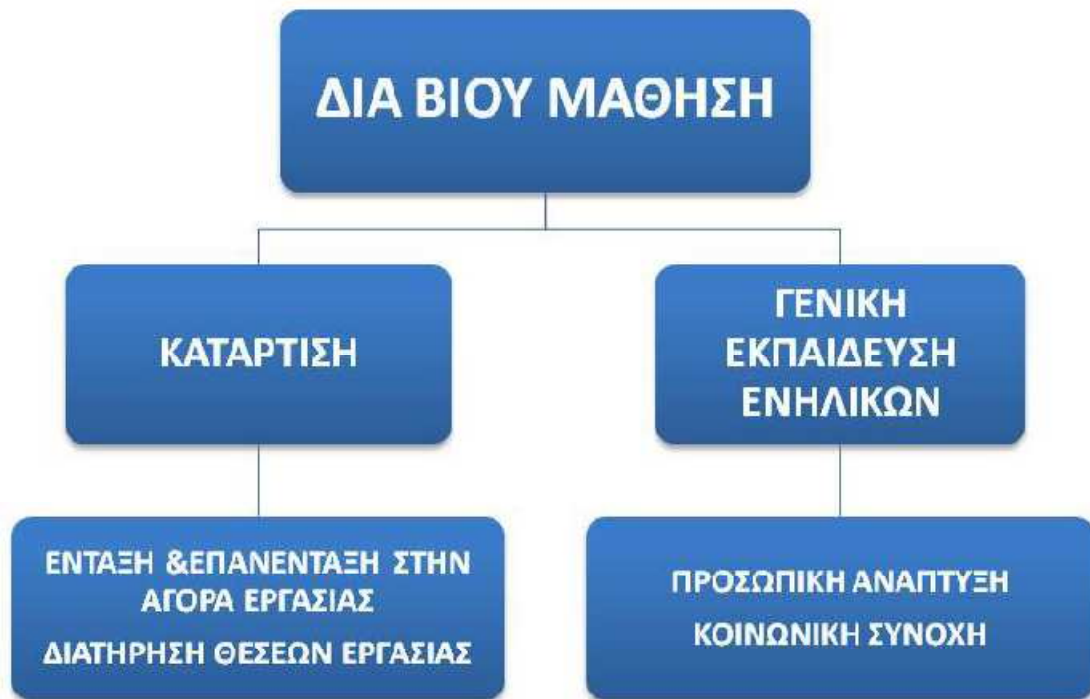 ΔΙΑ ΒΙΟΥ ΜΑΘΗΣΗ
ΚΑΤΑΡΤΙΣΗ
ΓΕΝΙΚΗ
ΕΚΠΑΙΔΕΥΣΗ
ΕΝΗΛΙΚΩΝ
ΕΝΤΑΞΗ &ΕΠΑΝΕΝΤΑΞΗ ΣΤΗΝ
ΑΓΟΡΑ ΕΡΓΑΣΙΑΣ
ΔΙΑΤΗΡΗΣΗ ΘΕΣΕΩΝ ΕΡΓΑΣΙΑΣ
ΠΡΟΣΩΠΙΚΗ ΑΝΑΠΤΥΞΗ
ΚΟΙΝΩΝΙΚΗ ΣΥΝΟΧΗ